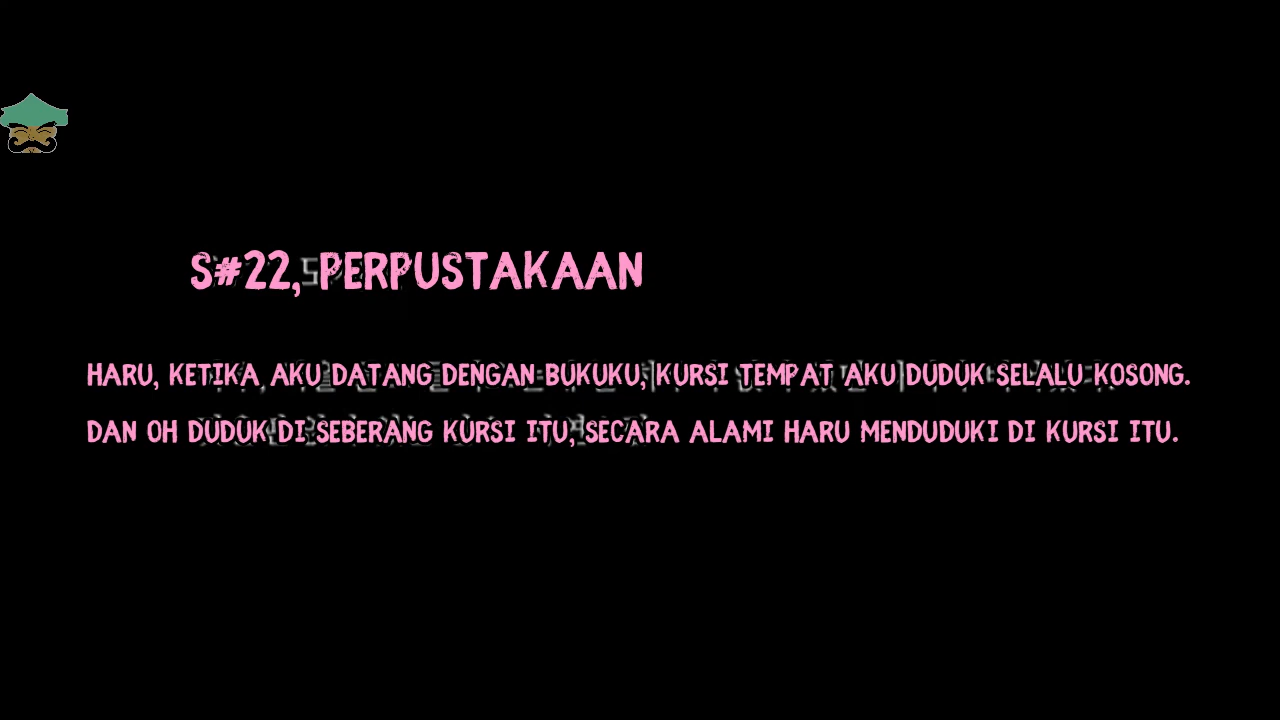 S#22, PERPUSTAKAAN
HARU, KETIKA AKU DATANG DENGAN BUKUKU, KURSI TEMPAT AKU DUDUK SELALU KOSONG.
DAN OH DUDUK DI SEBERANG KURSI ITU, SECARA ALAMI HARU MENDUDUKI DI KURSI ITU.